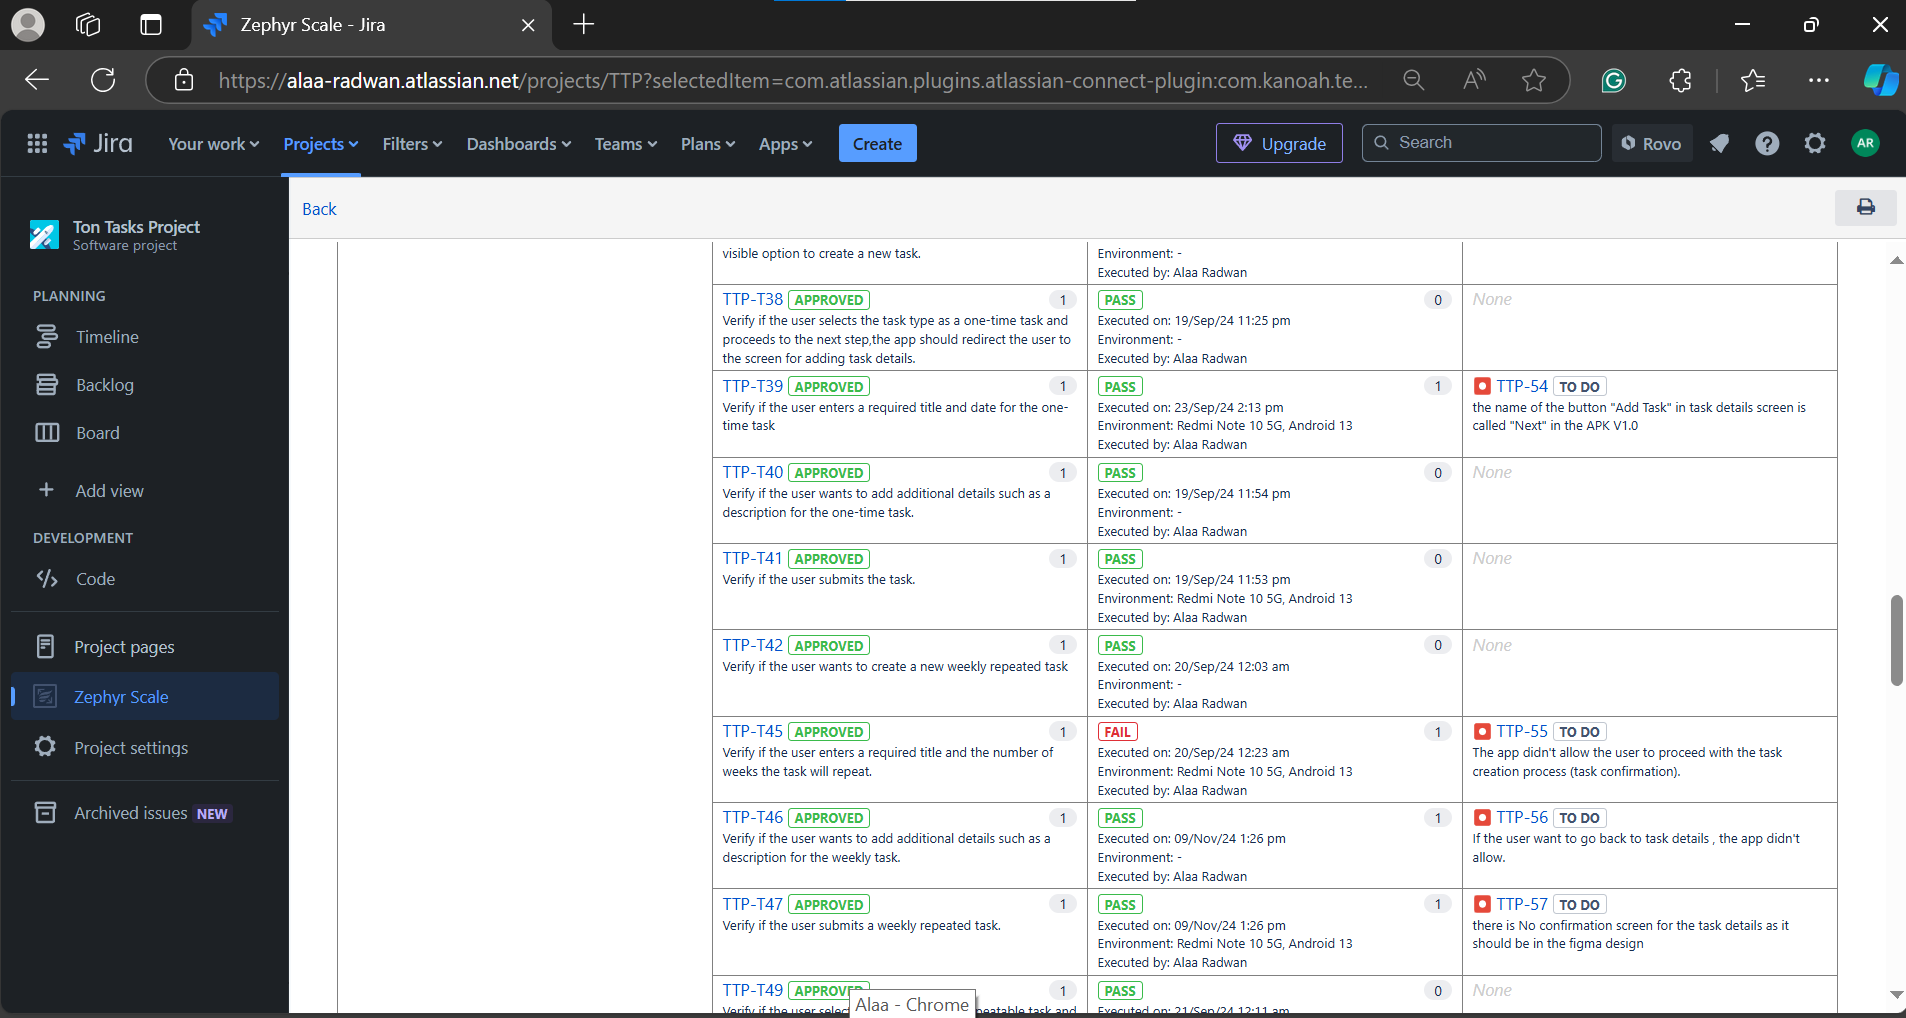 Zephyr Scale - Jira
https://alaa-radwan.atlassian.net/projects/TTP?selectedItem=com.atlassian.plugins.atlassian-connect-plugin:com.kanoah.te...
Jira
Your work
Projects
Filters
Dashboards
Teams
Plans
Apps
Create
Upgrade
Search
Rovo
AR
Ton Tasks Project
Software project
PLANNING
Timeline
Backlog
Board
Add view
DEVELOPMENT
Code
Project pages
Zephyr Scale
Project settings
Archived issues NEW
Back
visible option to create a new task.
Environment: -
Executed by: Alaa Radwan
TTP-T38 APPROVED 1
Verify if the user selects the task type as a one-time task and
proceeds to the next step,the app should redirect the user to
the screen for adding task details.
PASS 0
Executed on: 19/Sep/24 11:25 pm
Environment: -
Executed by: Alaa Radwan
None
TTP-T39 APPROVED 1
Verify if the user enters a required title and date for the one-
time task
PASS 1
Executed on: 23/Sep/24 2:13 pm
Environment: Redmi Note 10 5G, Android 13
Executed by: Alaa Radwan
TTP-54 TO DO
the name of the button "Add Task" in task details screen is
called "Next" in the APK V1.0
TTP-T40 APPROVED 1
Verify if the user wants to add additional details such as a
description for the one-time task.
PASS 0
Executed on: 19/Sep/24 11:54 pm
Environment: -
Executed by: Alaa Radwan
None
TTP-T41 APPROVED 1
Verify if the user submits the task.
PASS 0
Executed on: 19/Sep/24 11:53 pm
Environment: Redmi Note 10 5G, Android 13
Executed by: Alaa Radwan
None
TTP-T42 APPROVED 1
Verify if the user wants to create a new weekly repeated task
PASS 0
Executed on: 20/Sep/24 12:03 am
Environment: -
Executed by: Alaa Radwan
None
TTP-T45 APPROVED 1
Verify if the user enters a required title and the number of
weeks the task will repeat.
FAIL 1
Executed on: 20/Sep/24 12:23 am
Environment: Redmi Note 10 5G, Android 13
Executed by: Alaa Radwan
TTP-55 TO DO
The app didn't allow the user to proceed with the task
creation process (task confirmation).
TTP-T46 APPROVED 1
Verify if the user wants to add additional details such as a
description for the weekly task.
PASS 1
Executed on: 09/Nov/24 1:26 pm
Environment: -
Executed by: Alaa Radwan
TTP-56 TO DO
If the user want to go back to task details , the app didn't
allow.
TTP-T47 APPROVED 1
Verify if the user submits a weekly repeated task.
PASS 1
Executed on: 09/Nov/24 1:26 pm
Environment: Redmi Note 10 5G, Android 13
Executed by: Alaa Radwan
TTP-57 TO DO
there is No confirmation screen for the task details as it
should be in the figma design
TTP-T49 APPROVE 1
Verify if the user selec eatable task and
PASS 0
Executed on: 21/Sep/24 12:11 am
None
Alaa - Chrome